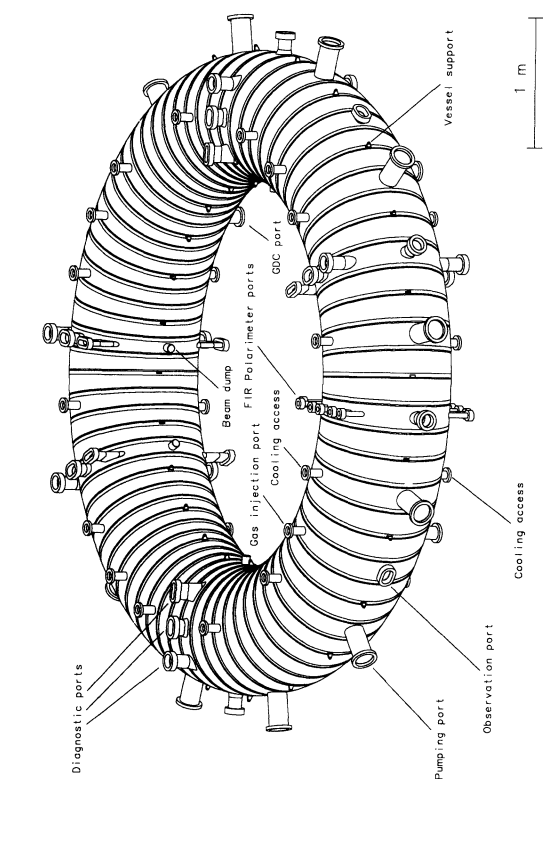 Diagnostic ports
Gas injection port
Cooling access
Beam dump
FIR Polarimeter ports
GDC port
Vessel support
1 m
Pumping port
Observation port
Cooling access